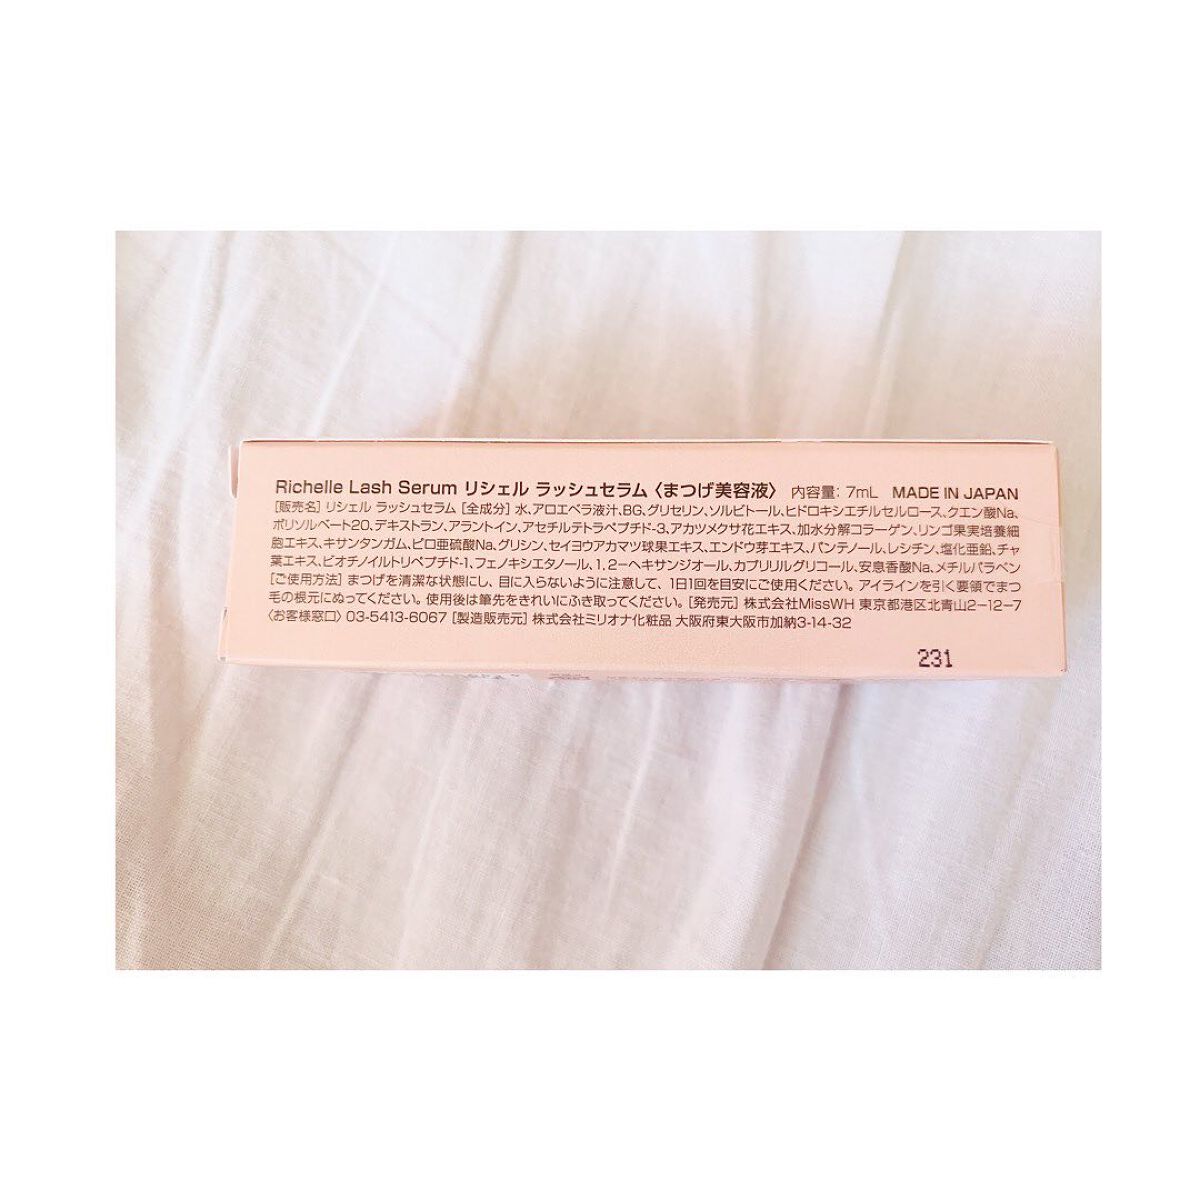 Richelle Lash Serum リシェル ラッシュセラム〈まつげ美容液〉 内容量: 7mL MADE IN JAPAN
[販売名] リシェル ラッシュセラム [全成分] 水、アロエベラ液汁、BG、グリセリン、ソルビトール、ヒドロキシエチルセルロース、クエン酸Na、
ポリソルベート20、デキストラン、アラントイン、アセチルテトラペプチド-3、アカツメクサ花エキス、加水分解コラーゲン、リンゴ果実培養細
胞エキス、キサンタンガム、ピロ亜硫酸Na、グリシン、セイヨウアカマツ球果エキス、エンドウ芽エキス、パンテノール、レシチン、塩化亜鉛、チャ
葉エキス、ビオチノイルトリペプチド-1、フェノキシエタノール、1,2-ヘキサンジオール、カプリリルグリコール、安息香酸Na、メチルパラベン
[ご使用方法] まつげを清潔な状態にし、目に入らないように注意して、1日1回を目安にご使用ください。アイラインを引く要領でまつ
毛の根元にぬってください。使用後は筆先をきれいにふき取ってください。[発売元] 株式会社MissWH 東京都港区北青山2-12-7
〈お客様窓口〉03-5413-6067 [製造販売元] 株式会社ミリオナ化粧品 大阪府東大阪市加納3-14-32
231